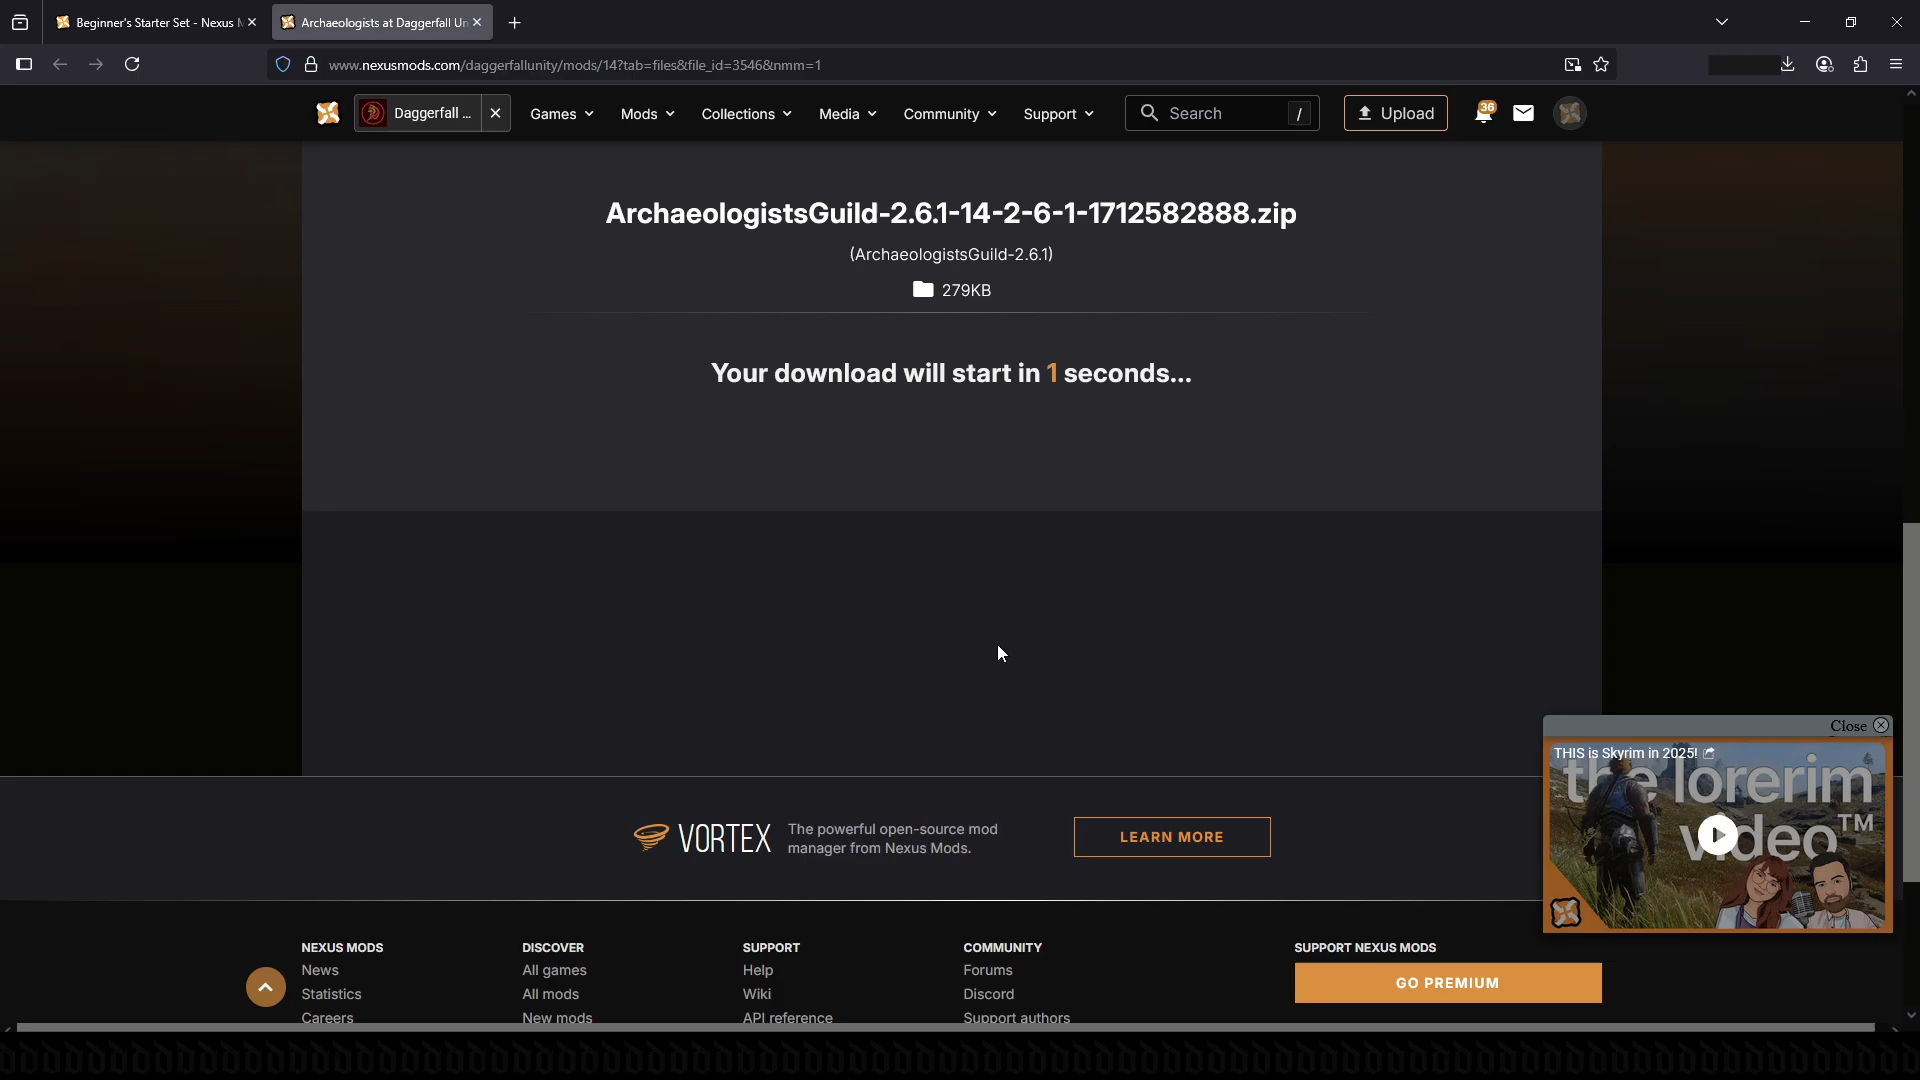 Beginner's Starter Set - Nexus M
Archaeologists at Daggerfall Un
www.nexusmods.com/daggerfallunity/mods/14?tab=files&file_id=3546&nmm=1
Daggerfall ...
Games
Mods
Collections
Media
Community
Support
Search
/
Upload
36
ArchaeologistsGuild-2.6.1-14-2-6-1-1712582888.zip
(ArchaeologistsGuild-2.6.1)
279KB
Your download will start in 1 seconds...
Close
THIS is Skyrim in 2025!
the lorerim
video™
VORTEX
The powerful open-source mod
manager from Nexus Mods.
LEARN MORE
NEXUS MODS
News
Statistics
Careers
DISCOVER
All games
All mods
New mods
SUPPORT
Help
Wiki
API reference
COMMUNITY
Forums
Discord
Support authors
SUPPORT NEXUS MODS
GO PREMIUM